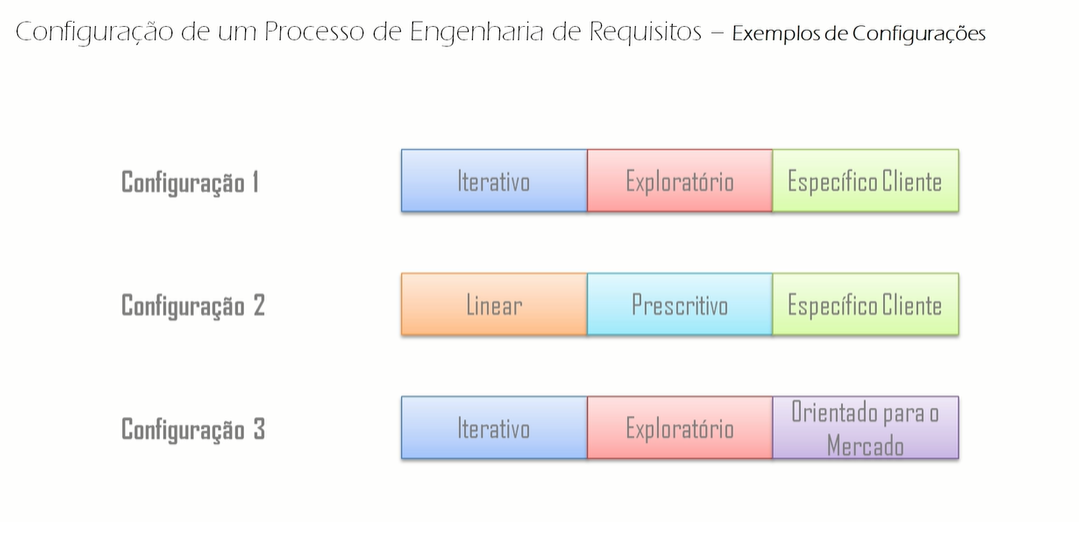 Configuração de um Processo de Engenharia de Requisitos – Exemplos de Configurações
Configuração 1
Iterativo
Exploratório
Específico Cliente
Configuração 2
Linear
Prescritivo
Específico Cliente
Configuração 3
Iterativo
Exploratório
Orientado para o
Mercado